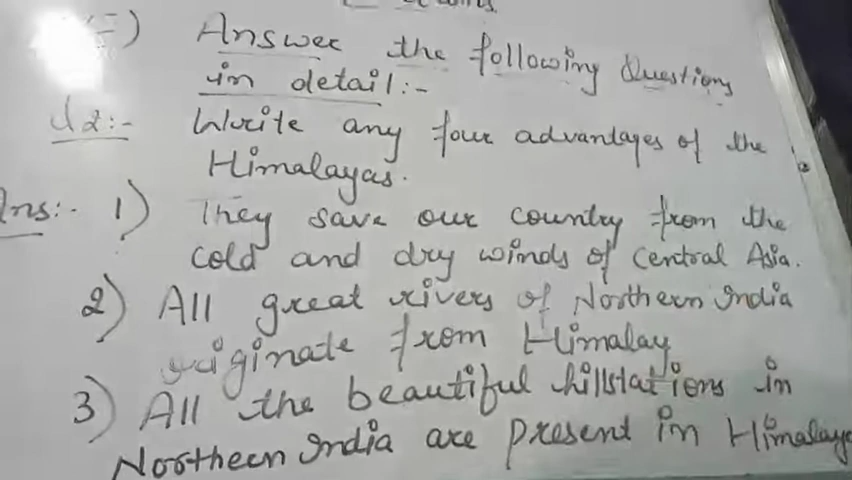 Answer the following Questions
in detail:-
Q2:- Write any four advantages of the
Himalayas.
Ans:- 1) They save our country from the
cold and dry winds of Central Asia.
2) All great rivers of Northern India
originate from Himalay
3) All the beautiful hillstations in
Northern India are present in Himalaya